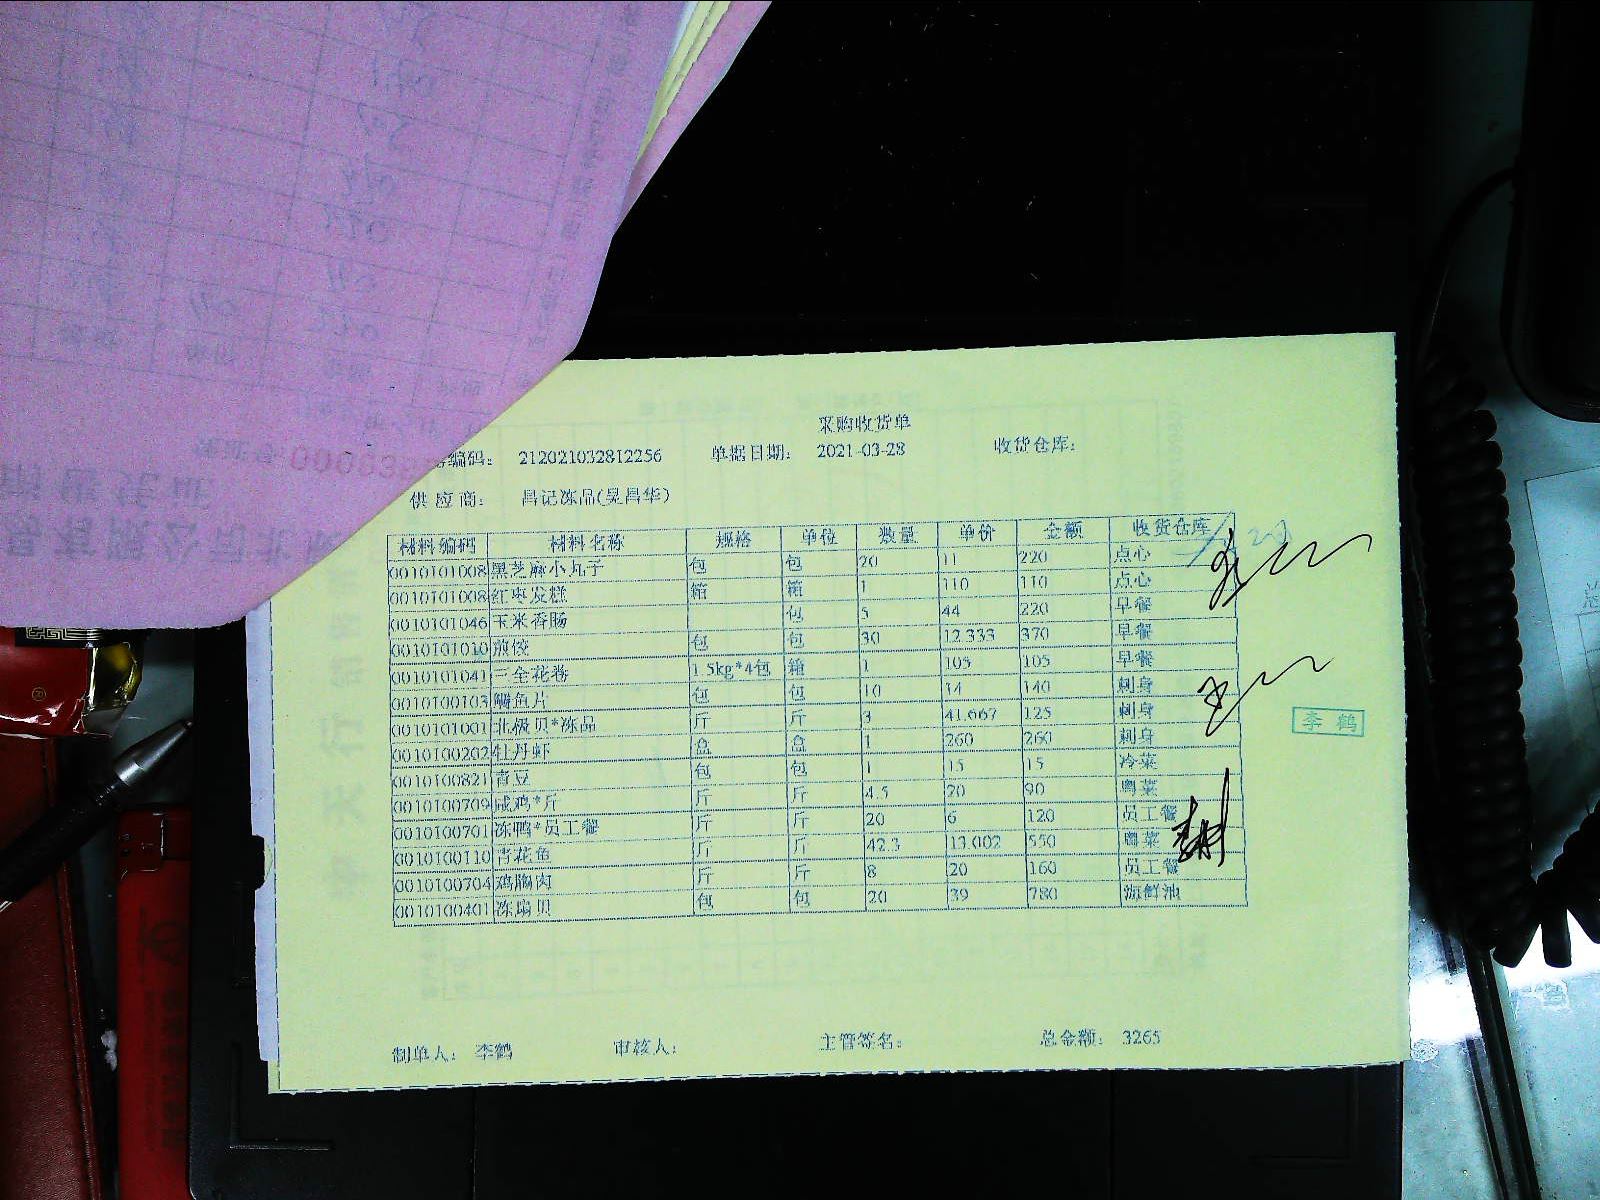 采购收货单
编码： 212021032812256 单据日期： 2021-03-28 收货仓库：
供应商： 昌记冻品(吴昌华)
材料编码 材料名称 规格 单位 数量 单价 金额 收货仓库
0010101008 黑芝麻小丸子 包 包 20 11 220 点心
0010101008 红枣发糕 箱 箱 1 110 110 点心
0010101046 玉米香肠 包 5 44 220 早餐
0010101010 煎饺 包 包 30 12.333 370 早餐
0010101041 三全花卷 1.5kg*4包 箱 1 105 105 早餐
0010100103 鲷鱼片 包 包 10 14 140 刺身
0010101001 北极贝*冻品 斤 斤 3 41.667 125 刺身
0010100202 牡丹虾 盒 盒 1 260 260 刺身
0010100821 青豆 包 包 1 15 15 冷菜
0010100709 咸鸡*斤 斤 斤 4.5 20 90 粤菜
0010100701 冻鸭*员工餐 斤 斤 20 6 120 员工餐
0010100110 青花鱼 斤 斤 42.3 13.002 550 粤菜
0010100704 鸡胸肉 斤 斤 8 20 160 员工餐
0010100401 冻扇贝 包 包 20 39 780 海鲜池
李鹤
制单人： 李鹤 审核人： 主管签名： 总金额： 3265